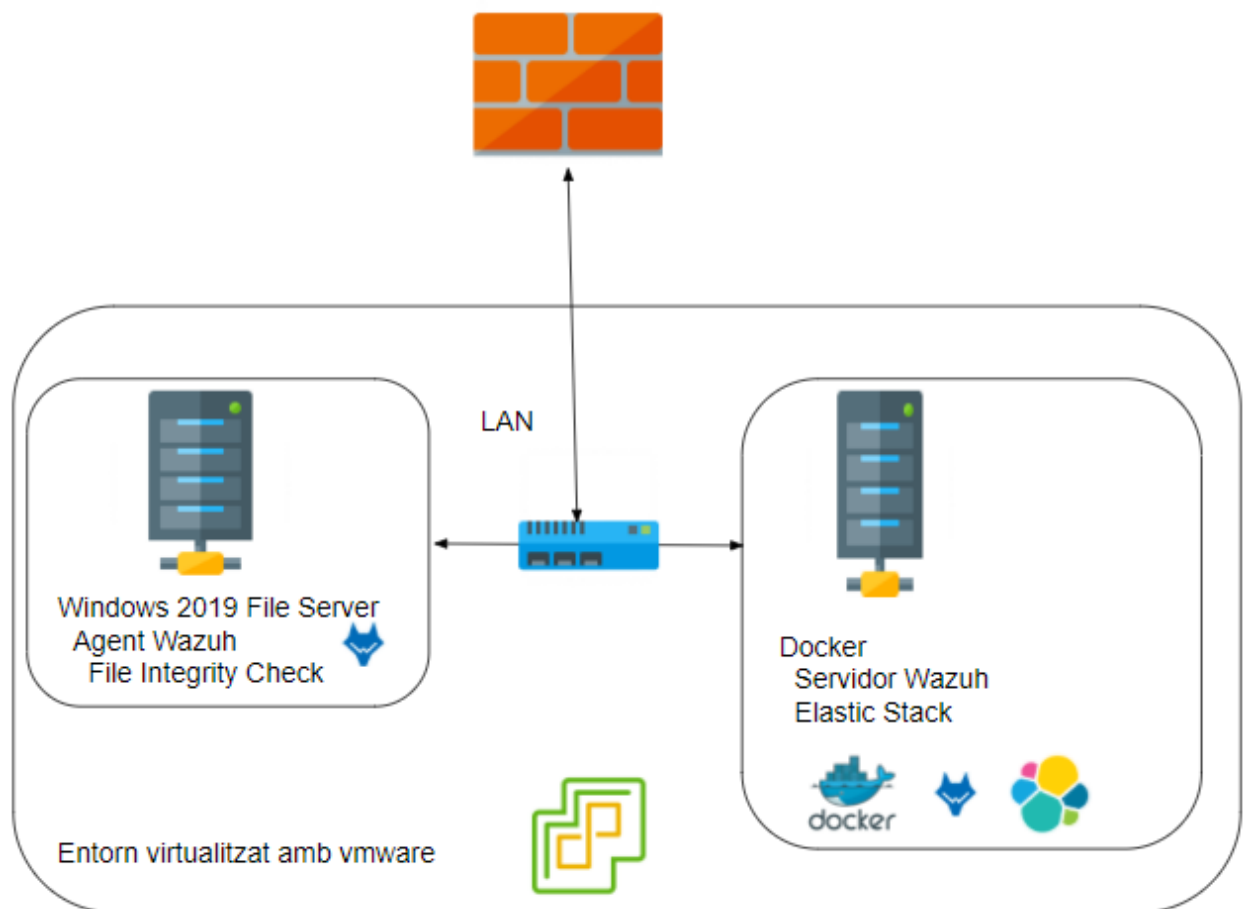 LAN
Windows 2019 File Server
Agent Wazuh
File Integrity Check
Docker
Servidor Wazuh
Elastic Stack
docker
Entorn virtualitzat amb vmware